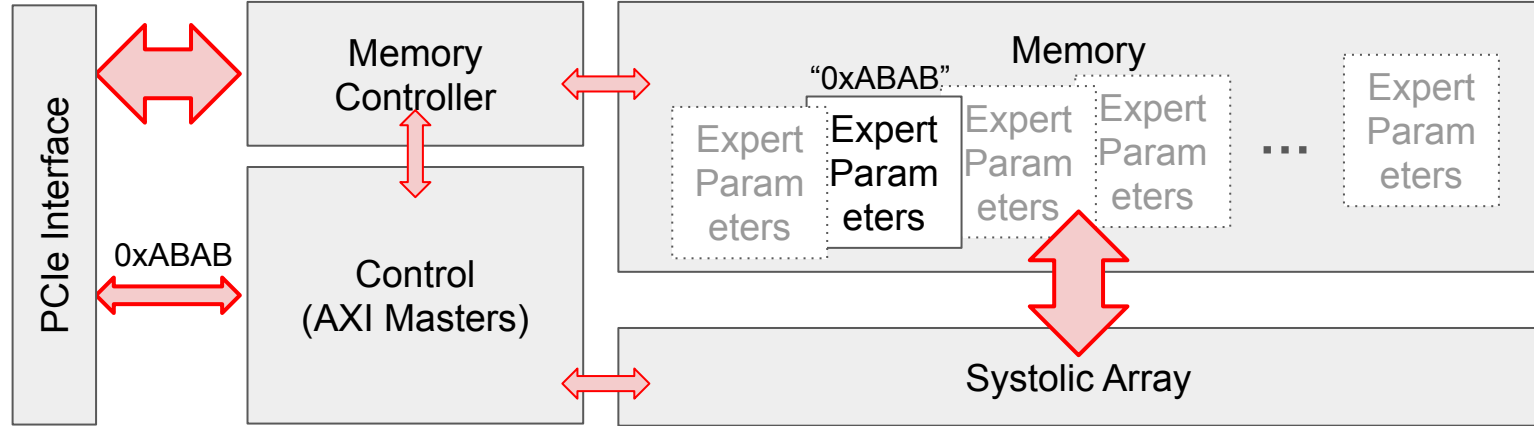 PCIe Interface
Memory
Controller
0xABAB
Control
(AXI Masters)
Memory
“0xABAB”
Expert
Param
eters
Expert
Param
eters
Expert
Param
eters
Expert
Param
eters
...
Expert
Param
eters
Systolic Array